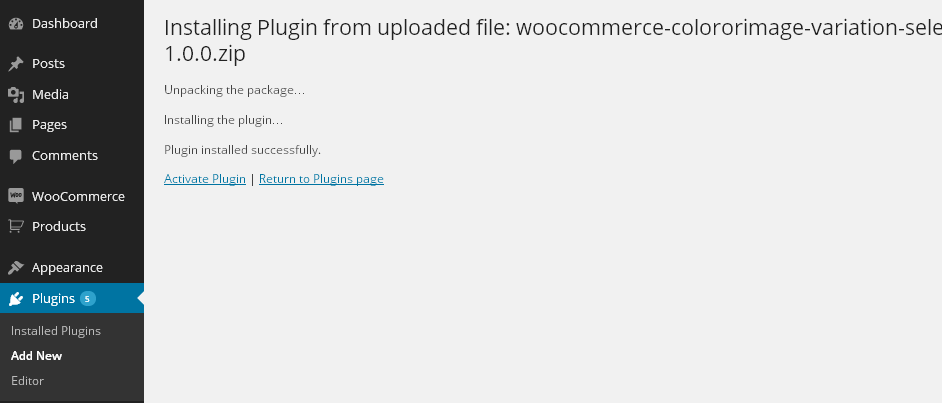 Dashboard
Posts
Media
Pages
Comments
WooCommerce
Products
Appearance
Plugins 5
Installed Plugins
Add New
Editor
Installing Plugin from uploaded file: woocommerce-colororimage-variation-sele
1.0.0.zip
Unpacking the package…
Installing the plugin…
Plugin installed successfully.
Activate Plugin | Return to Plugins page